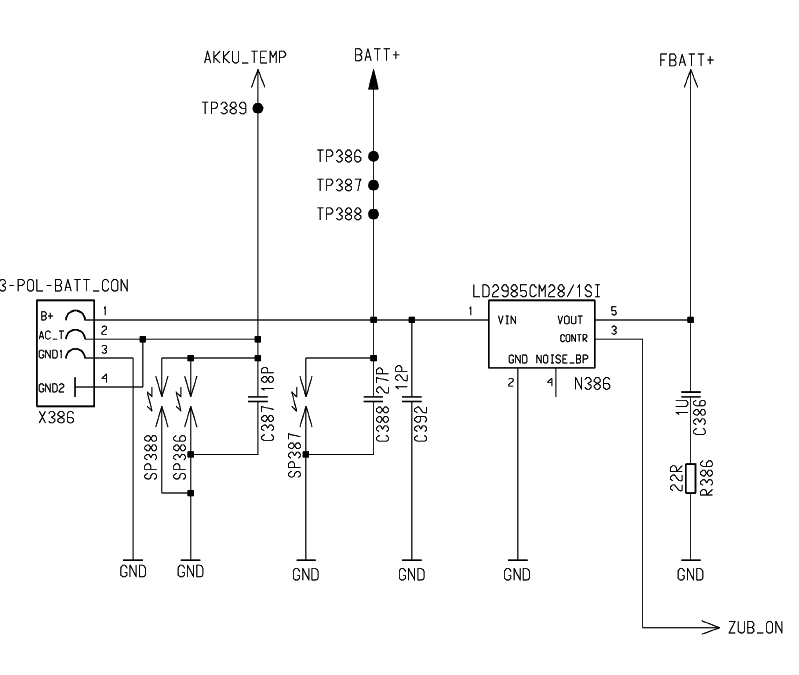 AKKU_TEMP
BATT+
FBATT+
TP389
TP386
TP387
TP388
3-POL-BATT_CON
LD2985CM28/1SI
B+
1
AC_T
2
GND1
3
GND2
4
X386
1
VIN
VOUT
5
CONTR
3
GND
NOISE_BP
2
4
N386
SP388
SP386
18P
C387
SP387
27P
C388
12P
C392
1U
C386
22R
R386
GND
GND
GND
GND
GND
GND
ZUB_ON